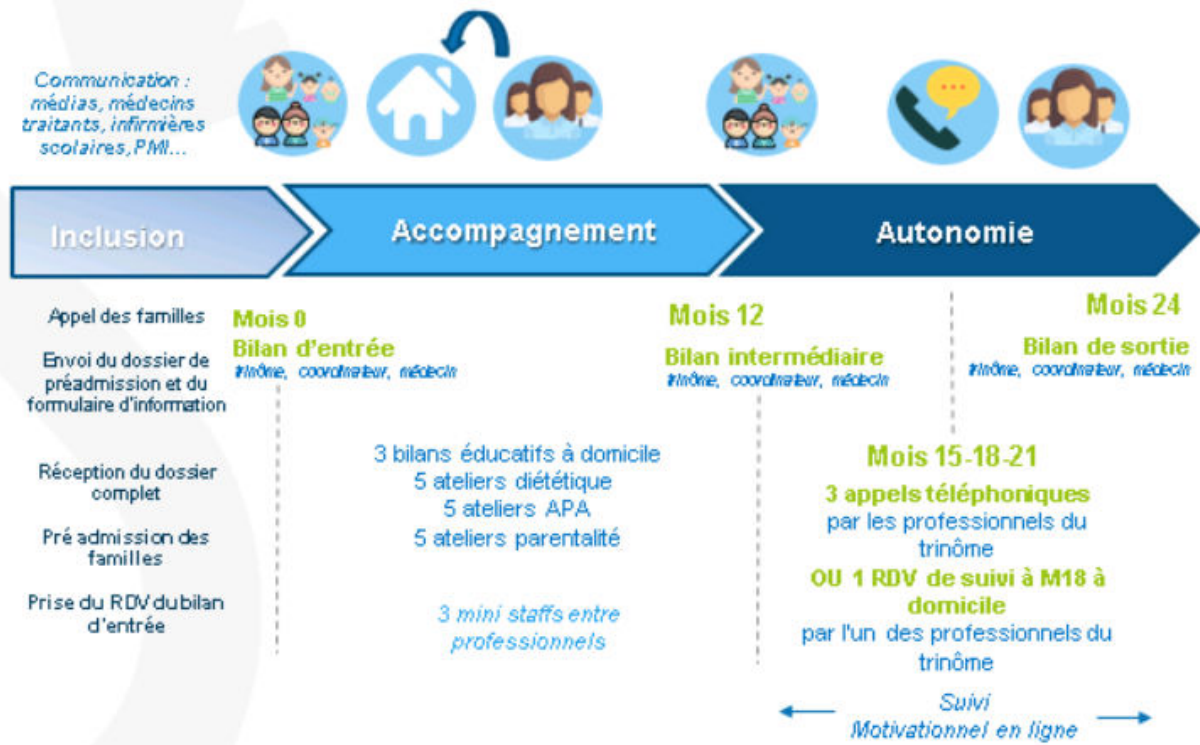 Communication :
médias, médecins
traitants, infirmières
scolaires, PMI...
Inclusion
Accompagnement
Autonomie
Appel des familles
Envoi du dossier de
préadmission et du
formulaire d'information
Réception du dossier
complet
Pré admission des
familles
Prise du RDV du bilan
d'entrée
Mois 0
Bilan d'entrée
trinôme, coordinateur, médecin
3 bilans éducatifs à domicile
5 ateliers diététique
5 ateliers APA
5 ateliers parentalité
3 mini staffs entre
professionnels
Mois 12
Bilan intermédiaire
trinôme, coordinateur, médecin
Mois 24
Bilan de sortie
trinôme, coordinateur, médecin
Mois 15-18-21
3 appels téléphoniques
par les professionnels du
trinôme
OU 1 RDV de suivi à M18 à
domicile
par l'un des professionnels du
trinôme
Suivi
Motivationnel en ligne